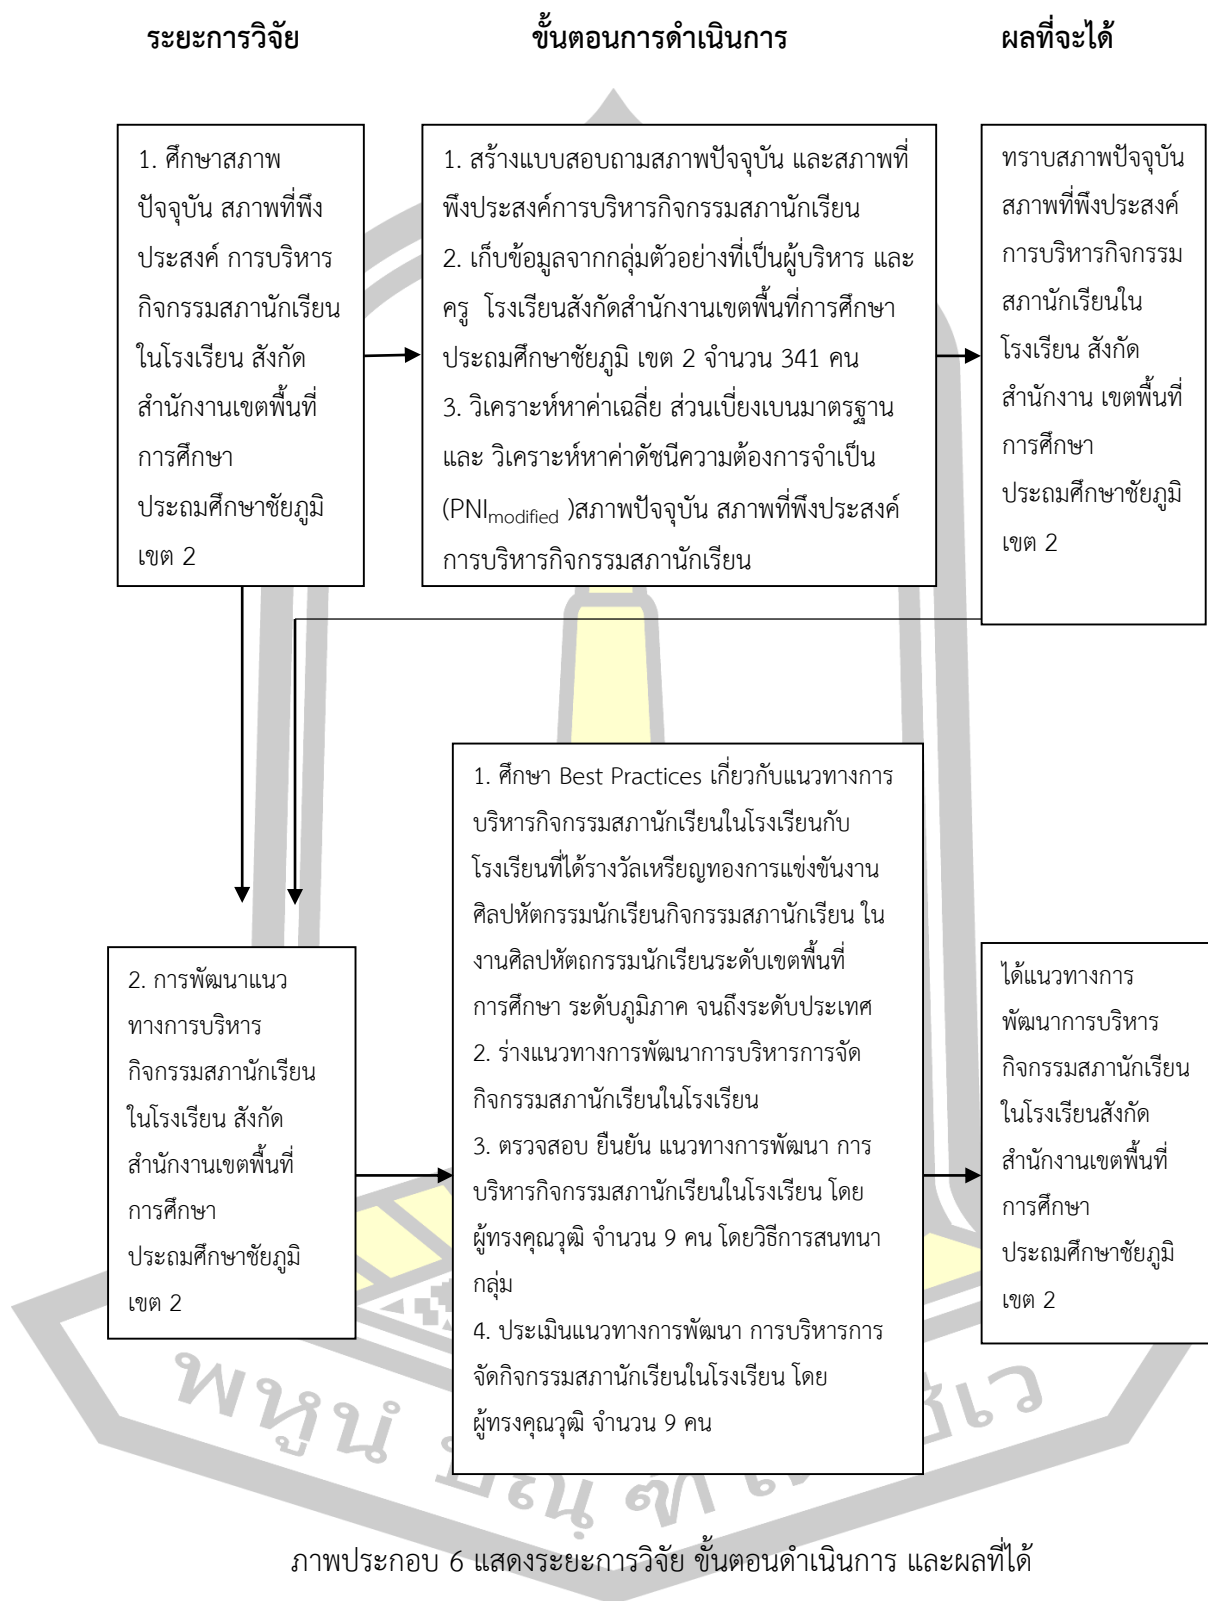 ระยะการวิจัย
ขั้นตอนการดำเนินการ
ผลที่จะได้
1. ศึกษาสภาพ
ปัจจุบัน สภาพที่พึง
ประสงค์ การบริหาร
กิจกรรมสภานักเรียน
ในโรงเรียน สังกัด
สำนักงานเขตพื้นที่
การศึกษา
ประถมศึกษาชัยภูมิ
เขต 2
1. สร้างแบบสอบถามสภาพปัจจุบัน และสภาพที่
พึงประสงค์การบริหารกิจกรรมสภานักเรียน
2. เก็บข้อมูลจากกลุ่มตัวอย่างที่เป็นผู้บริหาร และ
ครู โรงเรียนสังกัดสำนักงานเขตพื้นที่การศึกษา
ประถมศึกษาชัยภูมิ เขต 2 จำนวน 341 คน
3. วิเคราะห์หาค่าเฉลี่ย ส่วนเบี่ยงเบนมาตรฐาน
และ วิเคราะห์หาค่าดัชนีความต้องการจำเป็น
(PNImodified )สภาพปัจจุบัน สภาพที่พึงประสงค์
การบริหารกิจกรรมสภานักเรียน
ทราบสภาพปัจจุบัน
สภาพที่พึงประสงค์
การบริหารกิจกรรม
สภานักเรียนใน
โรงเรียน สังกัด
สำนักงาน เขตพื้นที่
การศึกษา
ประถมศึกษาชัยภูมิ
เขต 2
2. การพัฒนาแนว
ทางการบริหาร
กิจกรรมสภานักเรียน
ในโรงเรียน สังกัด
สำนักงานเขตพื้นที่
การศึกษา
ประถมศึกษาชัยภูมิ
เขต 2
1. ศึกษา Best Practices เกี่ยวกับแนวทางการ
บริหารกิจกรรมสภานักเรียนในโรงเรียนกับ
โรงเรียนที่ได้รางวัลเหรียญทองการแข่งขันงาน
ศิลปหัตกรรมนักเรียนกิจกรรมสภานักเรียน ใน
งานศิลปหัตถกรรมนักเรียนระดับเขตพื้นที่
การศึกษา ระดับภูมิภาค จนถึงระดับประเทศ
2. ร่างแนวทางการพัฒนาการบริหารการจัด
กิจกรรมสภานักเรียนในโรงเรียน
3. ตรวจสอบ ยืนยัน แนวทางการพัฒนา การ
บริหารกิจกรรมสภานักเรียนในโรงเรียน โดย
ผู้ทรงคุณวุฒิ จำนวน 9 คน โดยวิธีการสนทนา
กลุ่ม
4. ประเมินแนวทางการพัฒนา การบริหารการ
จัดกิจกรรมสภานักเรียนในโรงเรียน โดย
ผู้ทรงคุณวุฒิ จำนวน 9 คน
ได้แนวทางการ
พัฒนาการบริหาร
กิจกรรมสภานักเรียน
ในโรงเรียนสังกัด
สำนักงานเขตพื้นที่
การศึกษา
ประถมศึกษาชัยภูมิ
เขต 2
พหูนํ
ภาพประกอบ 6 แสดงระยะการวิจัย ขั้นตอนดำเนินการ และผลที่ได้